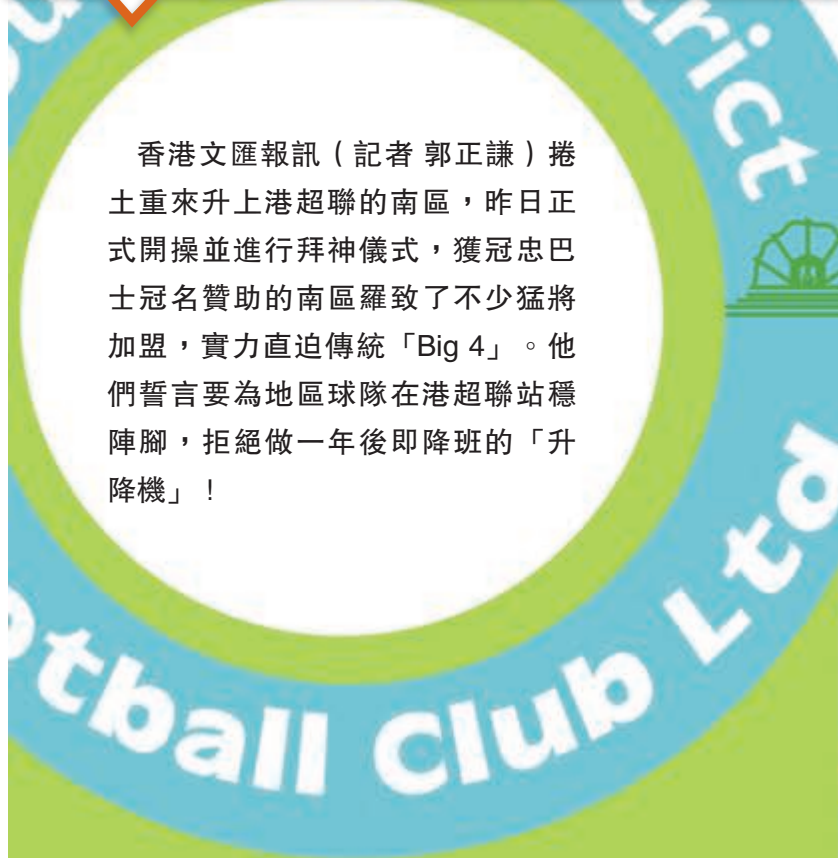 香港文匯報訊（記者 郭正謙）捲
土重來升上港超聯的南區，昨日正
式開操並進行拜神儀式，獲冠忠巴
士冠名贊助的南區羅致了不少猛將
加盟，實力直迫傳統「Big 4」。他
們誓言要為地區球隊在港超聯站穩
陣腳，拒絕做一年後即降班的「升
降機」！
Club Ltd